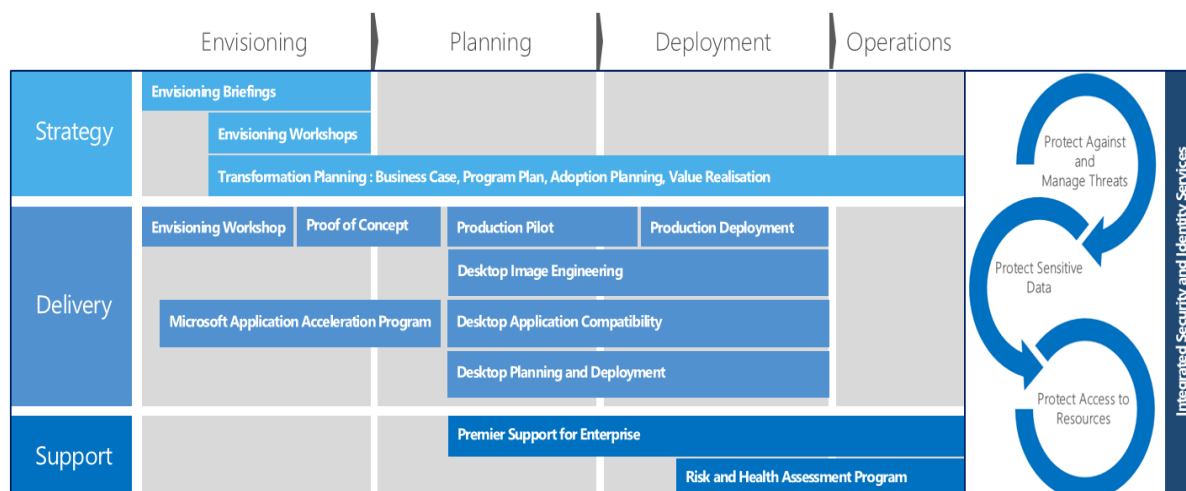 Envisioning
Planning
Deployment
Operations
Strategy
Envisioning Briefings
Envisioning Workshops
Transformation Planning : Business Case, Program Plan, Adoption Planning, Value Realisation
Delivery
Envisioning Workshop
Proof of Concept
Production Pilot
Production Deployment
Desktop Image Engineering
Microsoft Application Acceleration Program
Desktop Application Compatibility
Desktop Planning and Deployment
Support
Premier Support for Enterprise
Risk and Health Assessment Program
Protect Against
and
Manage Threats
Protect Sensitive
Data
Protect Access to
Resources
Integrated Security and Identity Services